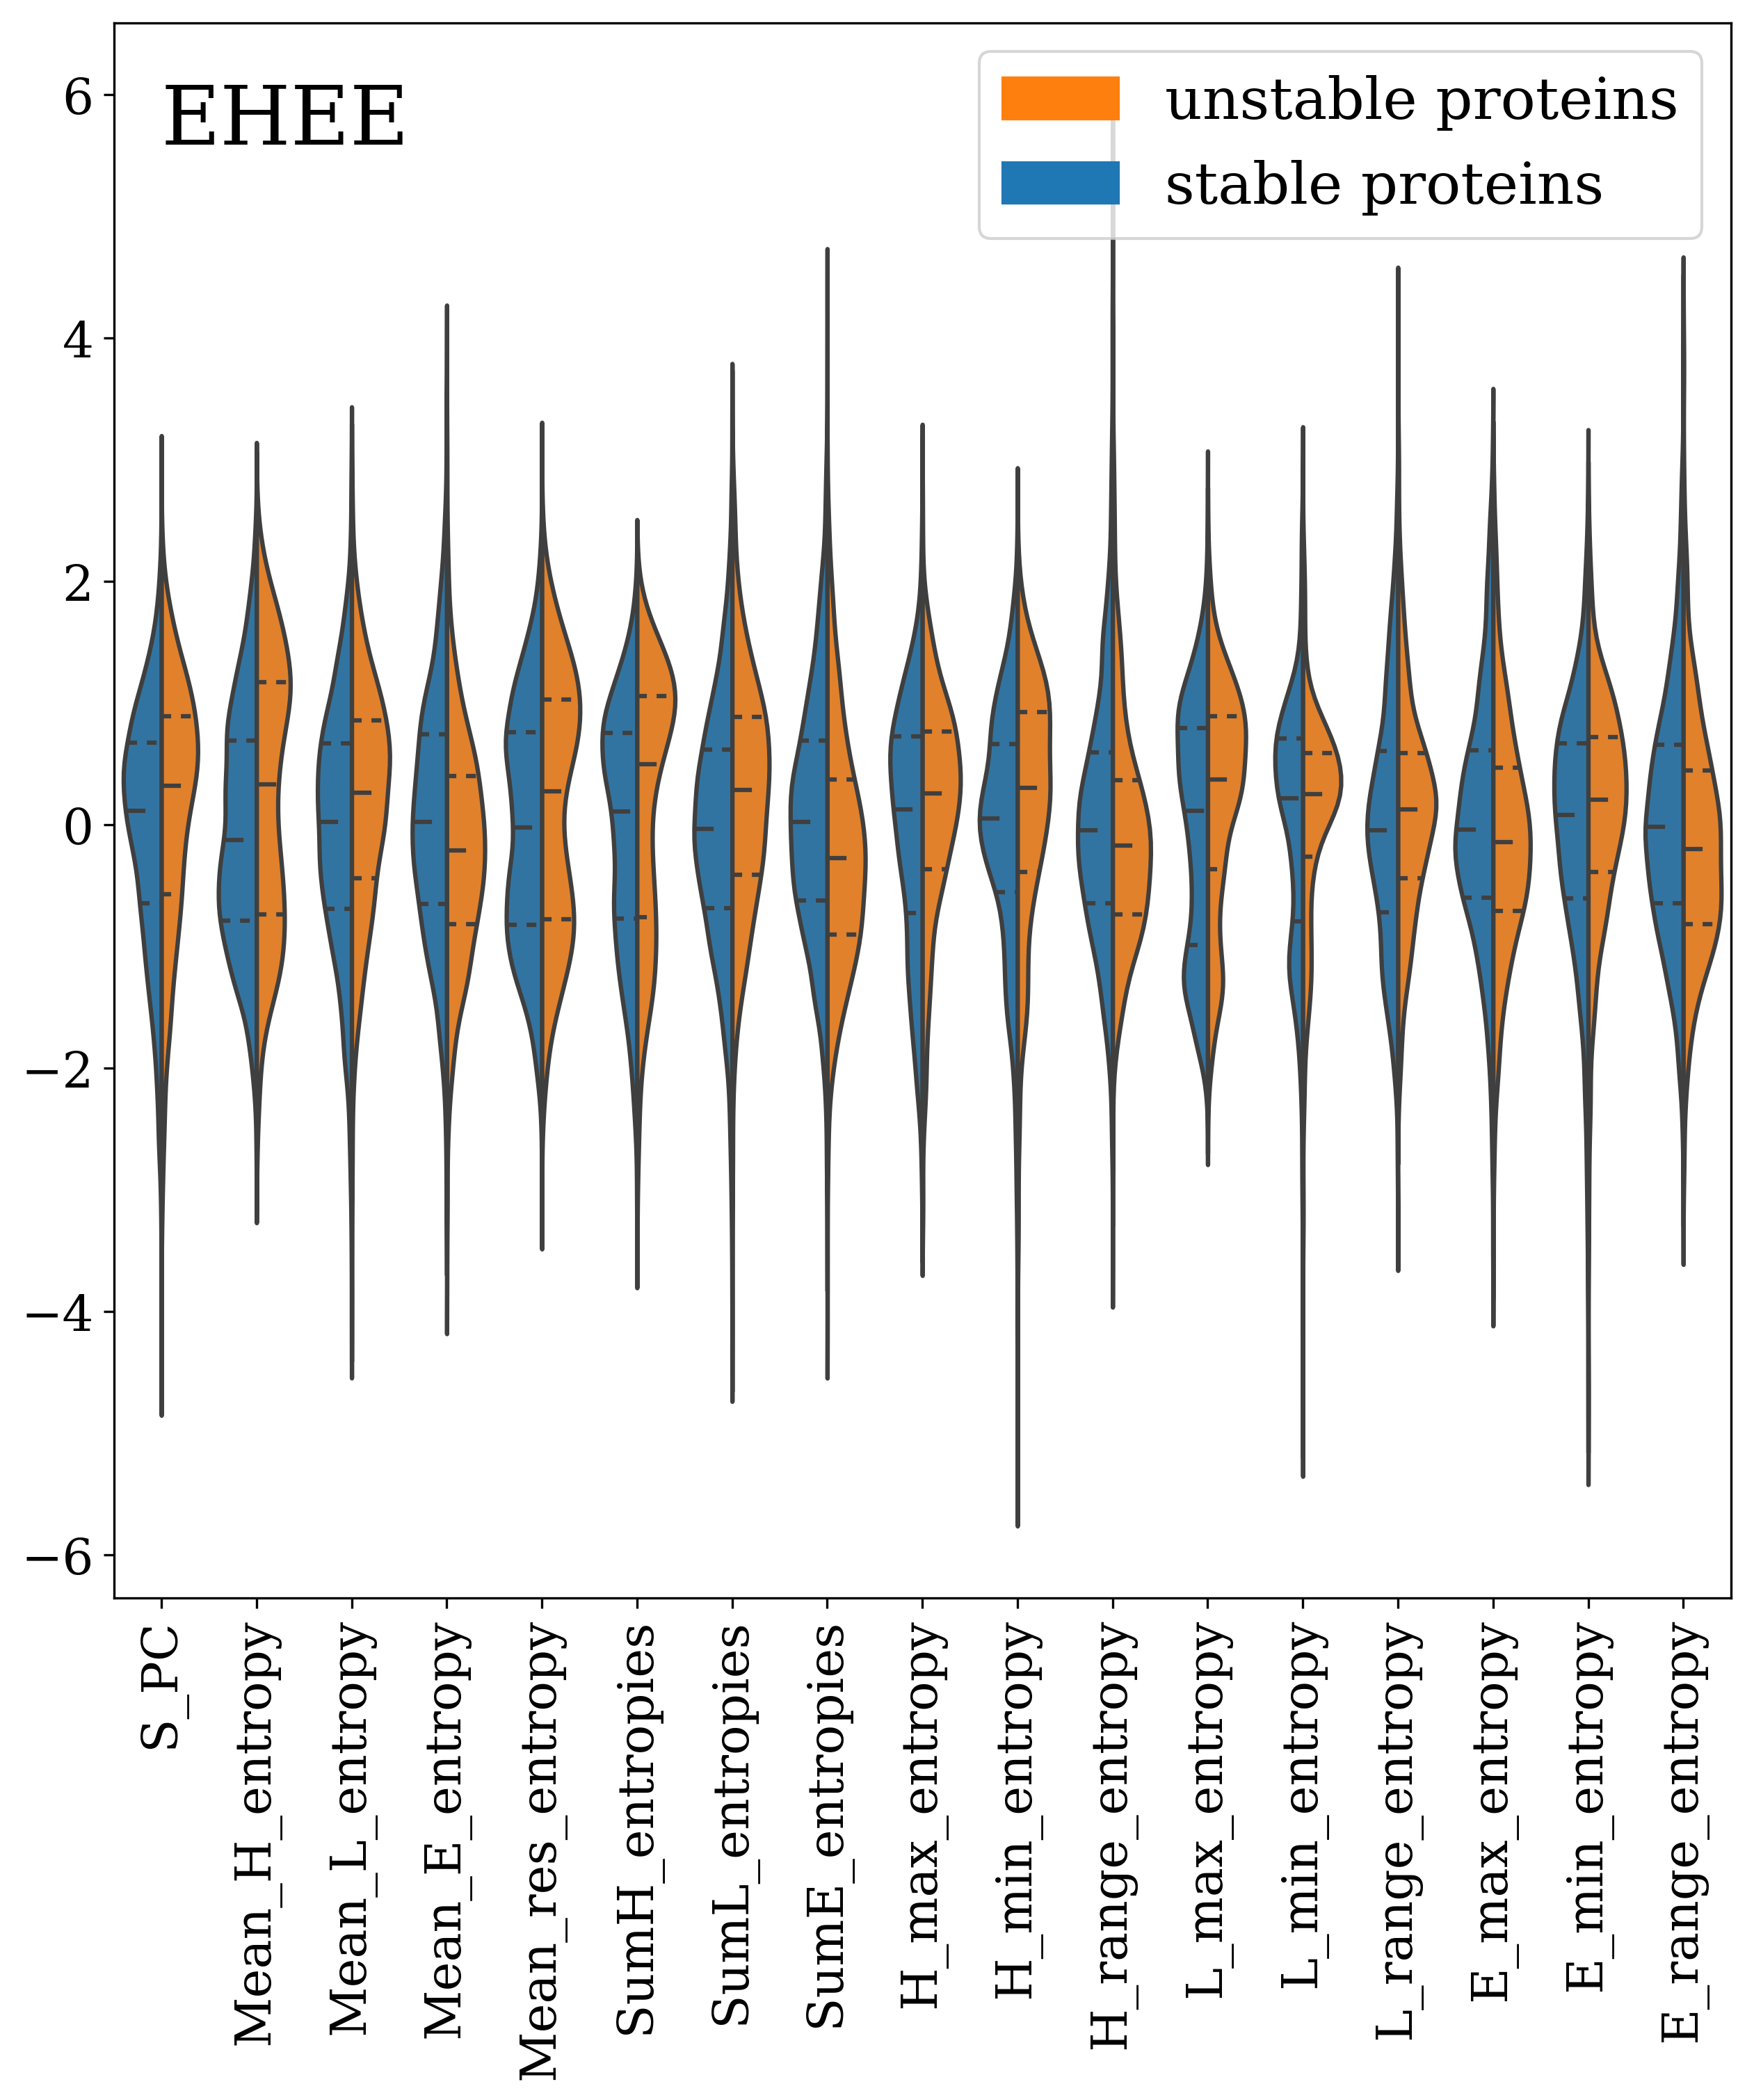 EHEE
unstable proteins
stable proteins
6
4
2
0
−2
−4
−6
S_PC
Mean_H_entropy
Mean_L_entropy
Mean_E_entropy
Mean_res_entropy
SumH_entropies
SumL_entropies
SumE_entropies
H_max_entropy
H_min_entropy
H_range_entropy
L_max_entropy
L_min_entropy
L_range_entropy
E_max_entropy
E_min_entropy
E_range_entropy